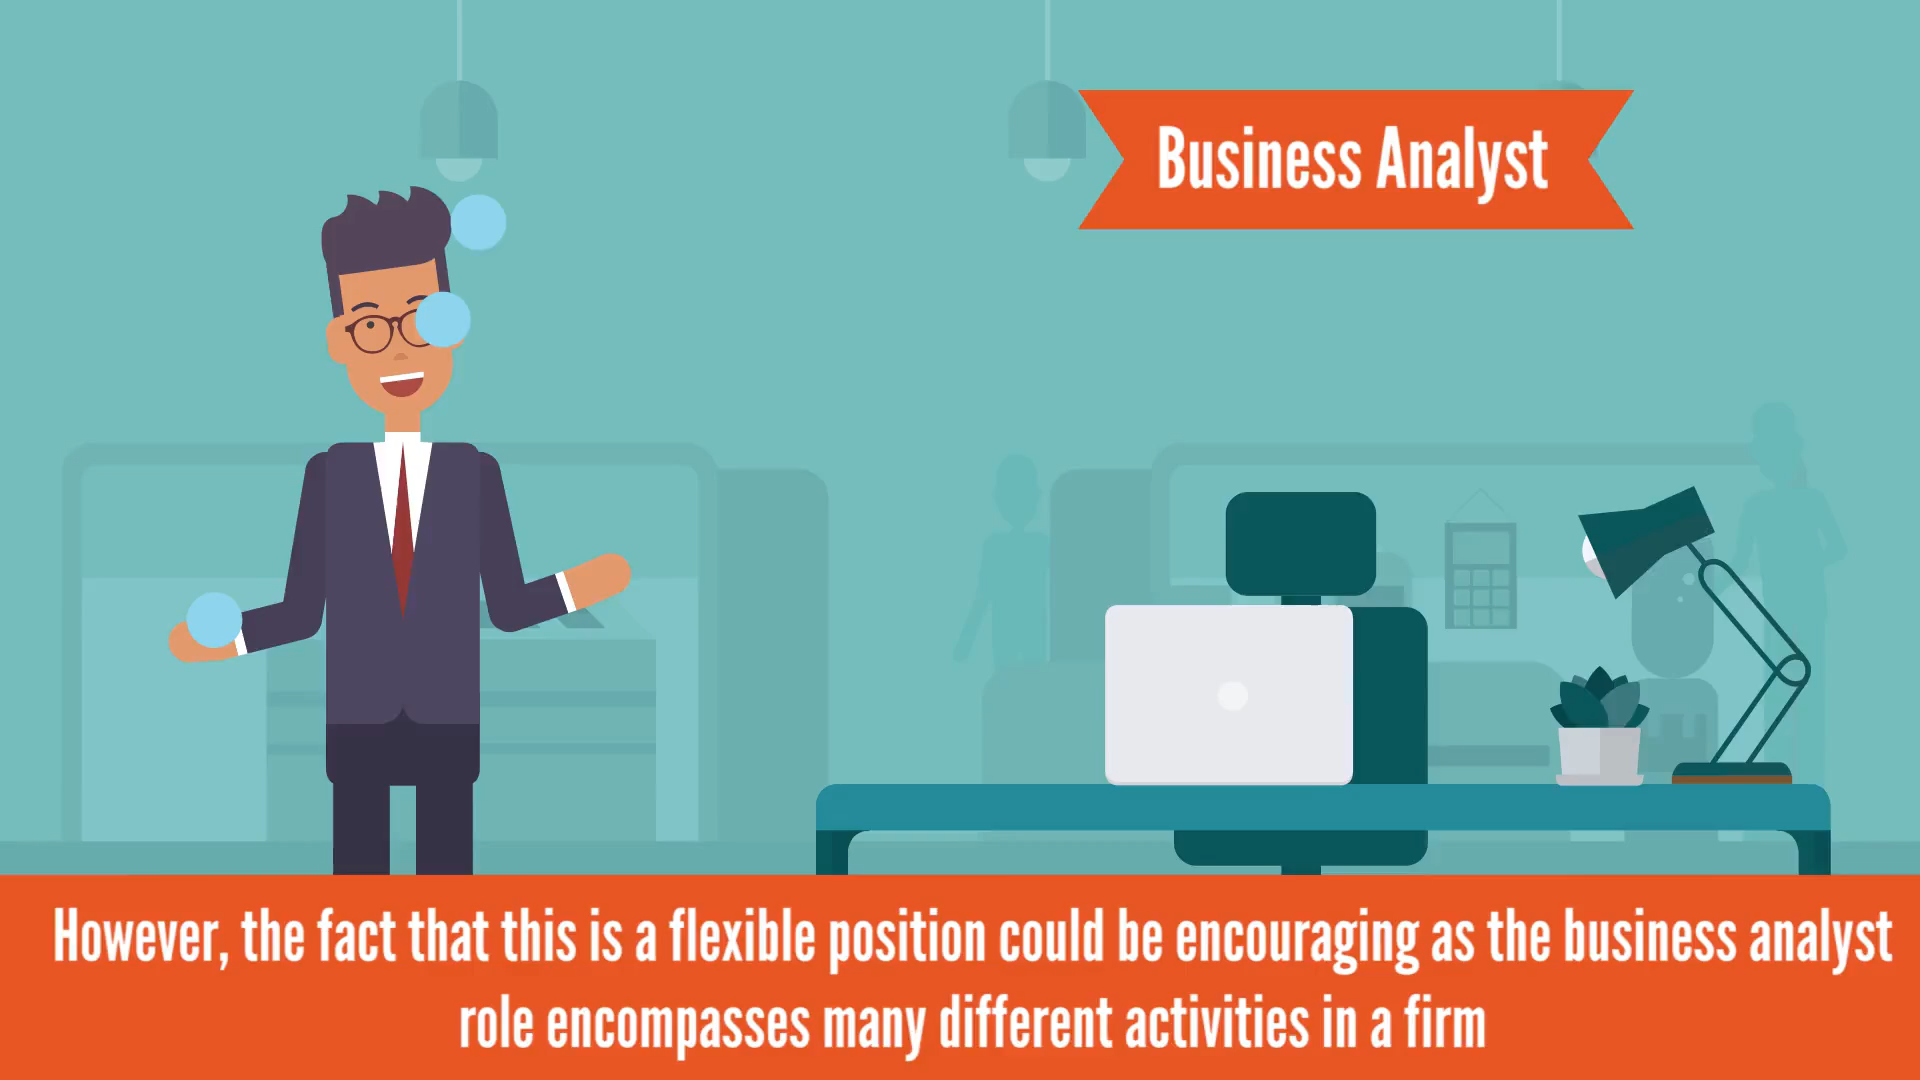 Business Analyst
However, the fact that this is a flexible position could be encouraging as the business analyst
role encompasses many different activities in a firm